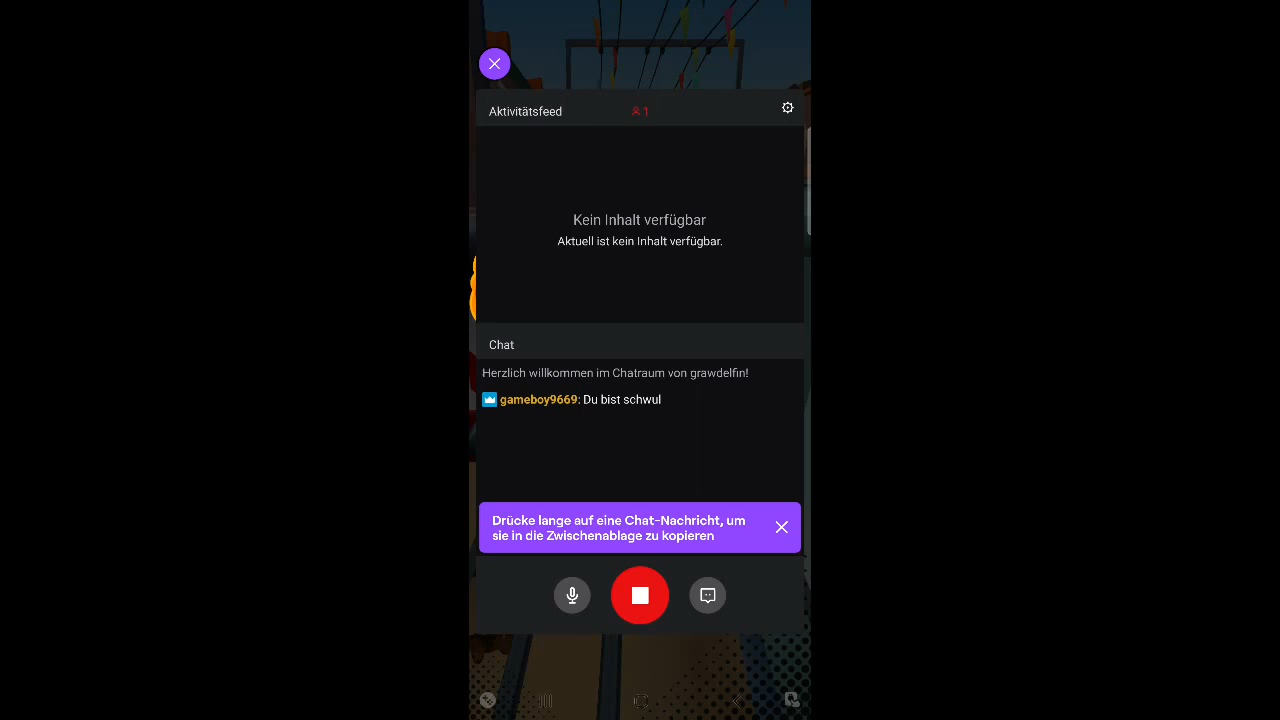 Aktivitätsfeed
1
Kein Inhalt verfügbar
Aktuell ist kein Inhalt verfügbar.
Chat
Herzlich willkommen im Chatraum von grawdelfin!
gameboy9669: Du bist schwul
Drücke lange auf eine Chat-Nachricht, um
sie in die Zwischenablage zu kopieren